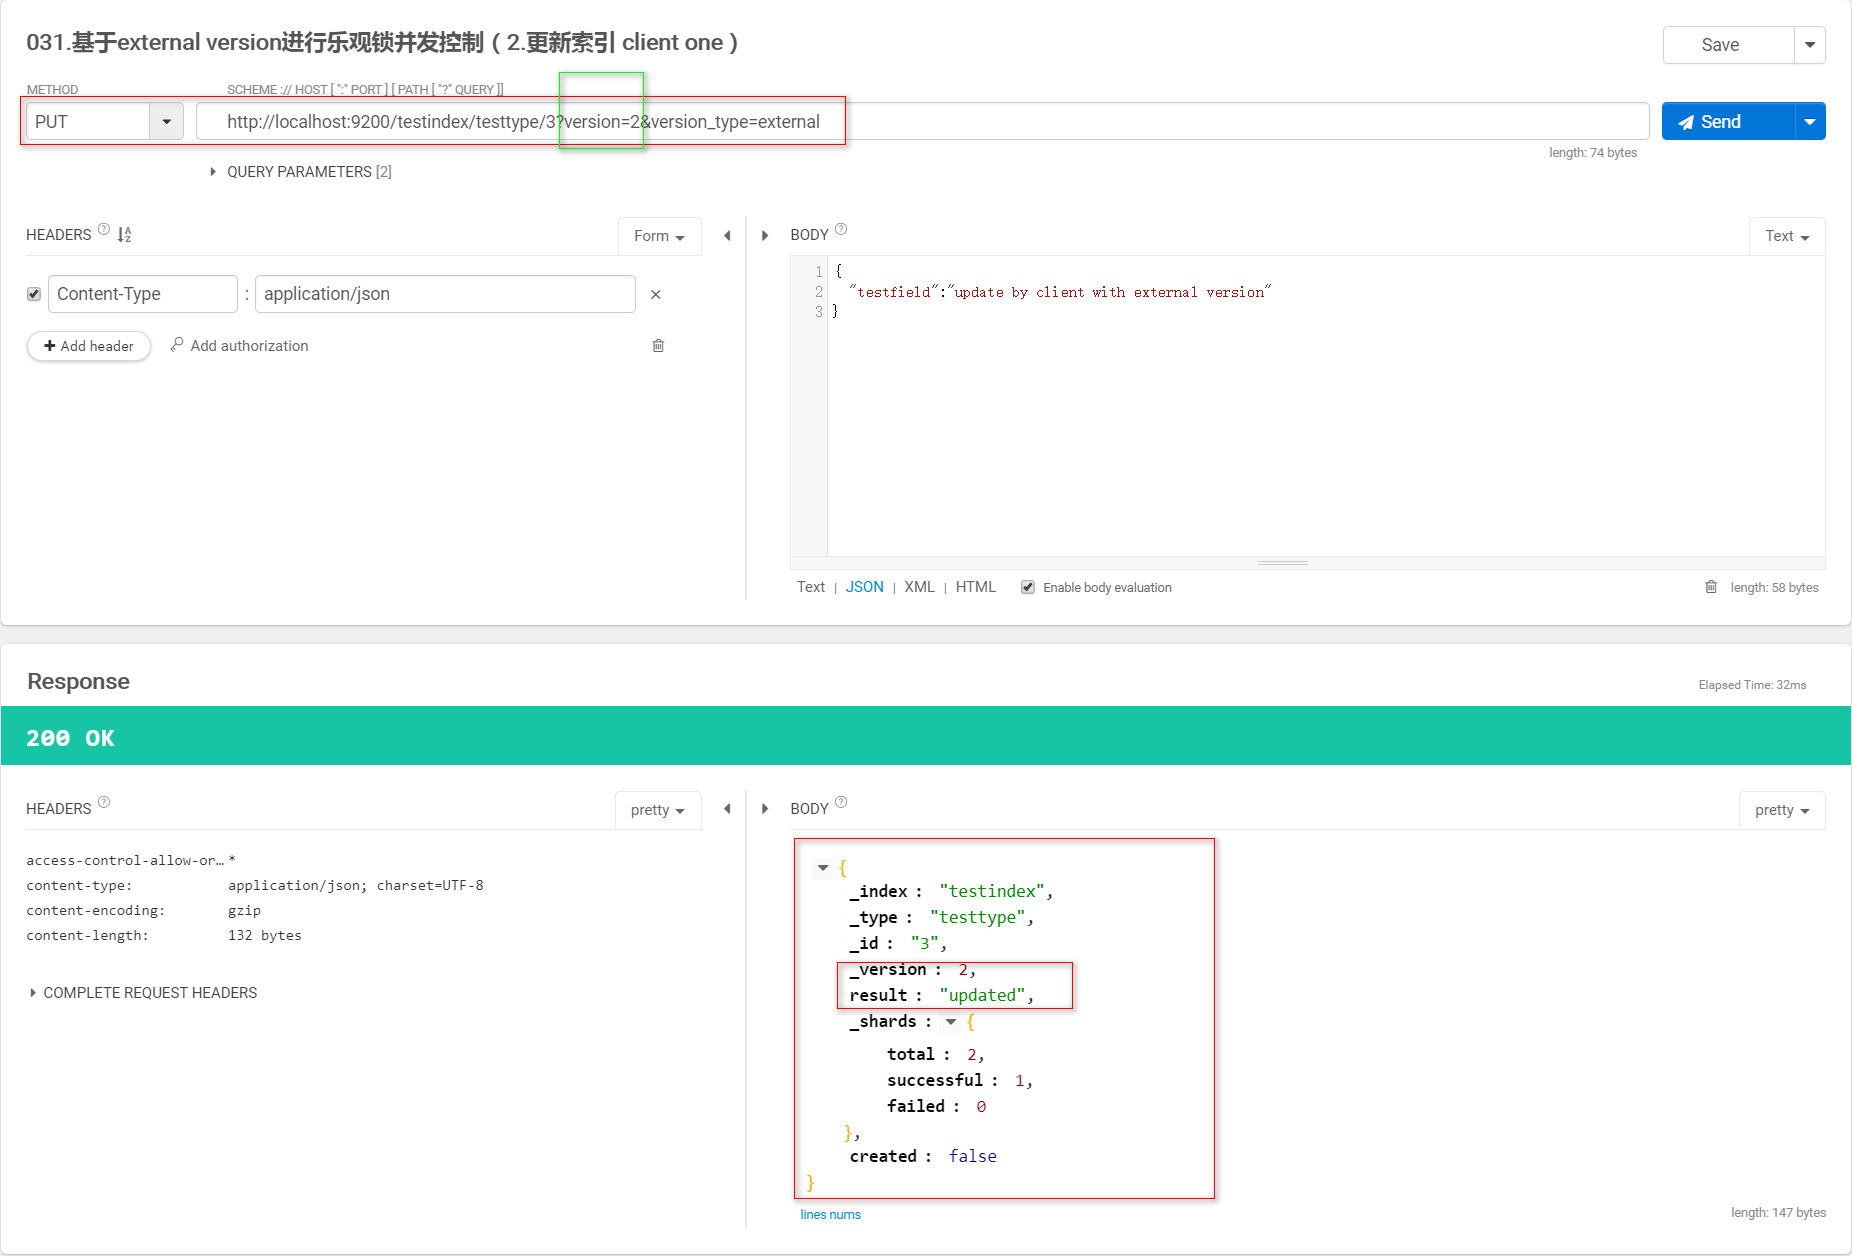 031.基于external version进行乐观锁并发控制 ( 2.更新索引 client one )
Save
METHOD
SCHEME :// HOST [ ":" PORT ] [ PATH [ "?" QUERY ]]
PUT
http://localhost:9200/testindex/testtype/3?version=2&version_type=external
Send
length: 74 bytes
QUERY PARAMETERS [2]
HEADERS ?
Form
BODY ?
Text
Content-Type : application/json
Add header
Add authorization
1 {
2 "testfield":"update by client with external version"
3 }
Text | JSON | XML | HTML
Enable body evaluation
length: 58 bytes
Response
Elapsed Time: 32ms
200 OK
HEADERS ?
pretty
BODY ?
pretty
access-control-allow-or… *
content-type: application/json; charset=UTF-8
content-encoding: gzip
content-length: 132 bytes
COMPLETE REQUEST HEADERS
{
_index : "testindex",
_type : "testtype",
_id : "3",
_version : 2,
result : "updated",
_shards : {
total : 2,
successful : 1,
failed : 0
},
created : false
}
lines nums
length: 147 bytes